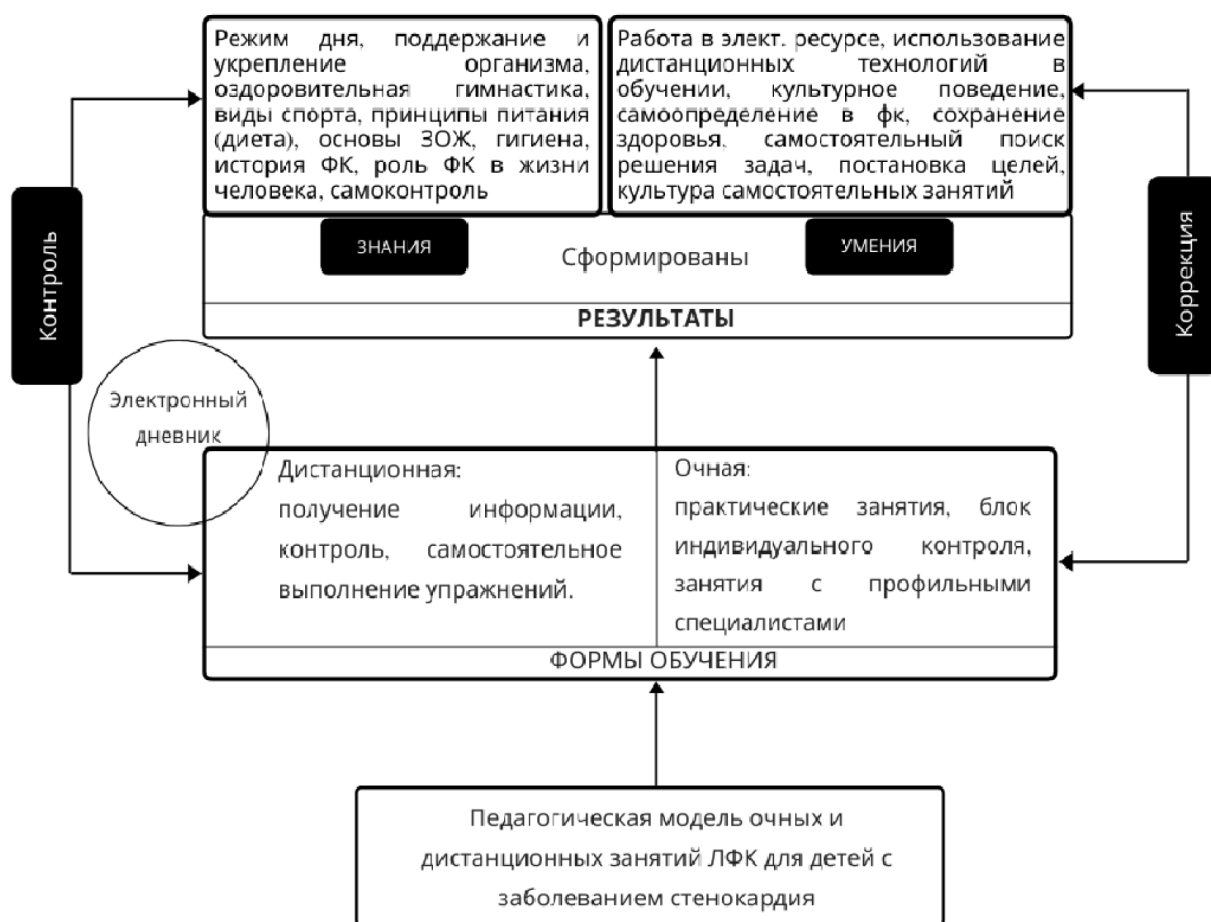 Режим дня, поддержание и
укрепление организма,
оздоровительная гимнастика,
виды спорта, принципы питания
(диета), основы ЗОЖ, гигиена,
история ФК, роль ФК в жизни
человека, самоконтроль
Работа в элект. ресурсе, использование
дистанционных технологий в
обучении, культурное поведение,
самоопределение в фк, сохранение
здоровья, самостоятельный поиск
решения задач, постановка целей,
культура самостоятельных занятий
ЗНАНИЯ
Сформированы
УМЕНИЯ
РЕЗУЛЬТАТЫ
Контроль
Коррекция
Электронный
дневник
Дистанционная:
получение информации,
контроль, самостоятельное
выполнение упражнений.
Очная:
практические занятия, блок
индивидуального контроля,
занятия с профильными
специалистами
ФОРМЫ ОБУЧЕНИЯ
Педагогическая модель очных и
дистанционных занятий ЛФК для детей с
заболеванием стенокардия